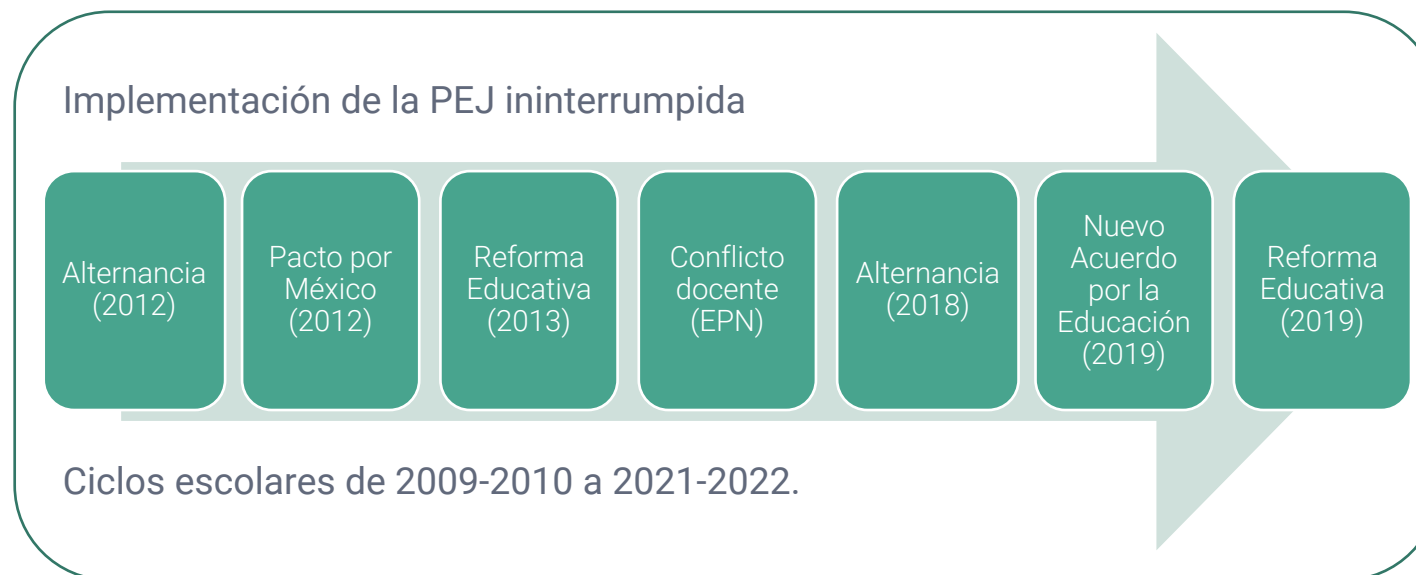 Implementación de la PEJ ininterrumpida
Alternancia
(2012)
Pacto por
México
(2012)
Reforma
Educativa
(2013)
Conflicto
docente
(EPN)
Alternancia
(2018)
Nuevo
Acuerdo
por la
Educación
(2019)
Reforma
Educativa
(2019)
Ciclos escolares de 2009-2010 a 2021-2022.